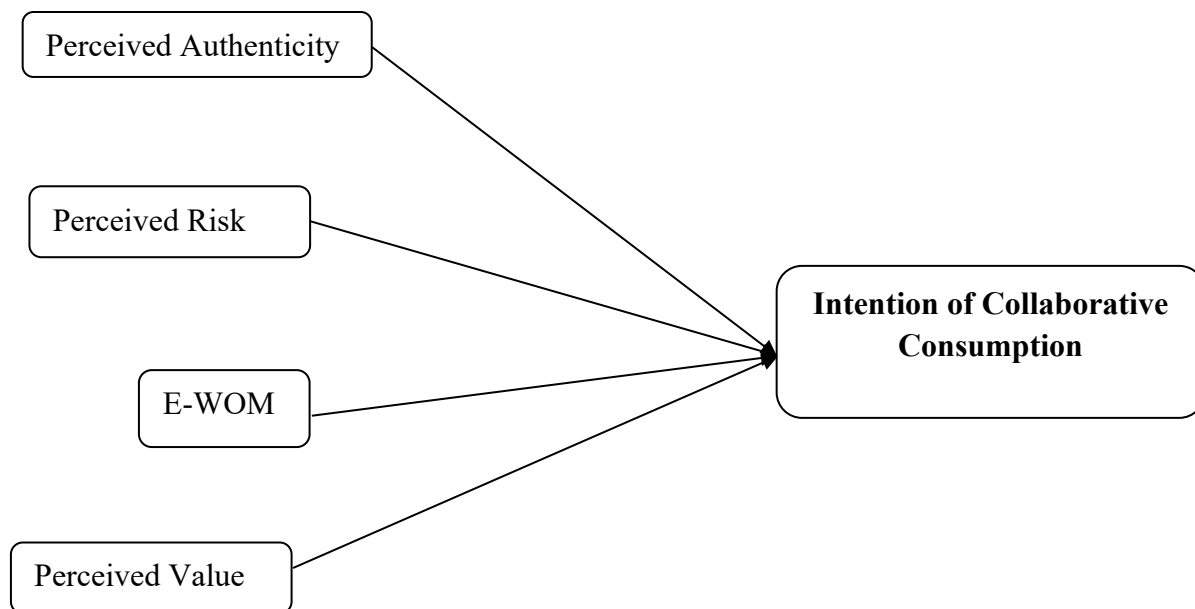 Perceived Authenticity
Perceived Risk
Intention of Collaborative
Consumption
E-WOM
Perceived Value